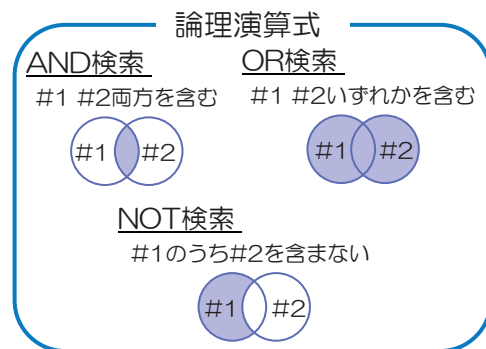 論理演算式
AND検索
#1 #2両方を含む
#1 #2
OR検索
#1 #2いずれかを含む
#1 #2
NOT検索
#1のうち#2を含まない
#1 #2